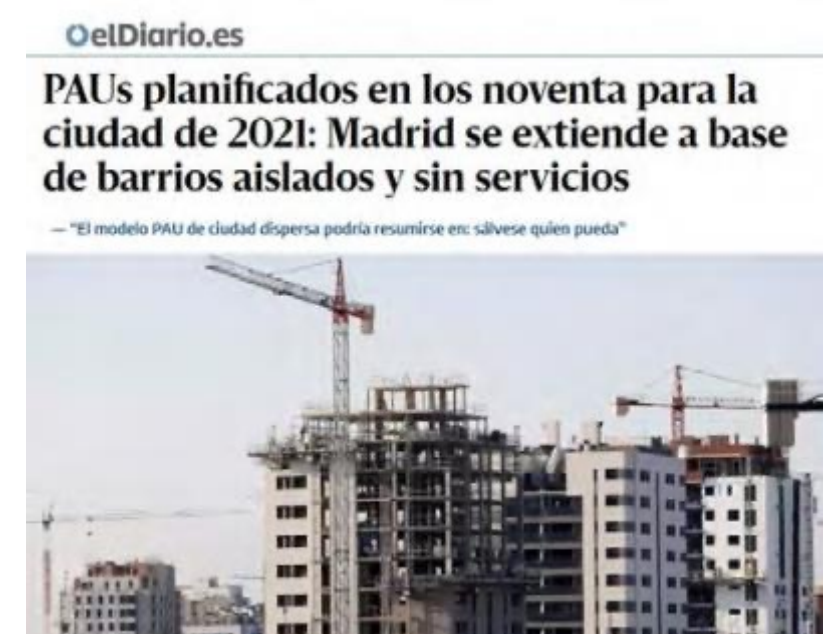 elDiario.es
PAUs planificados en los noventa para la
ciudad de 2021: Madrid se extiende a base
de barrios aislados y sin servicios
— "El modelo PAU de ciudad dispersa podría resumirse en: sálvese quien pueda"